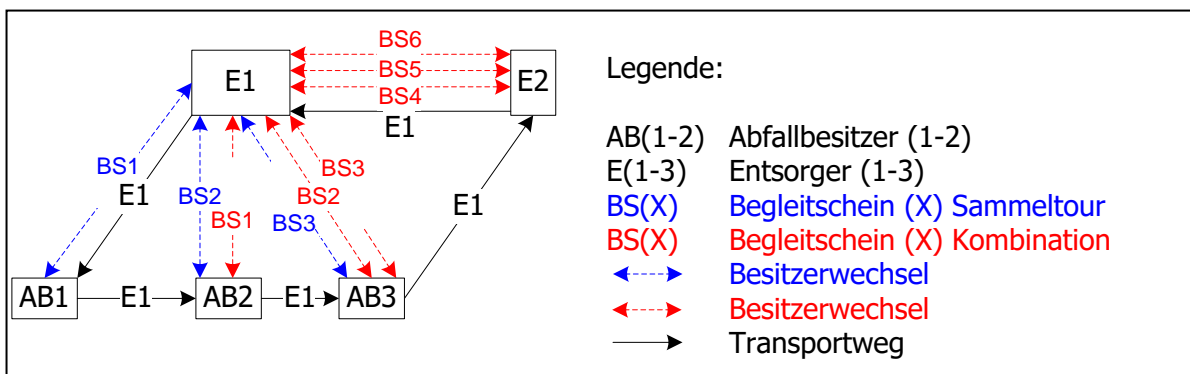 BS6
BS5
BS4
E1
E2
E1
BS1
E1
BS2
BS1
BS3
BS2
BS3
E1
AB1
E1
AB2
E1
AB3
Legende:
AB(1-2) Abfallbesitzer (1-2)
E(1-3) Entsorger (1-3)
BS(X) Begleitschein (X) Sammeltour
BS(X) Begleitschein (X) Kombination
Besitzerwechsel
Besitzerwechsel
Transportweg